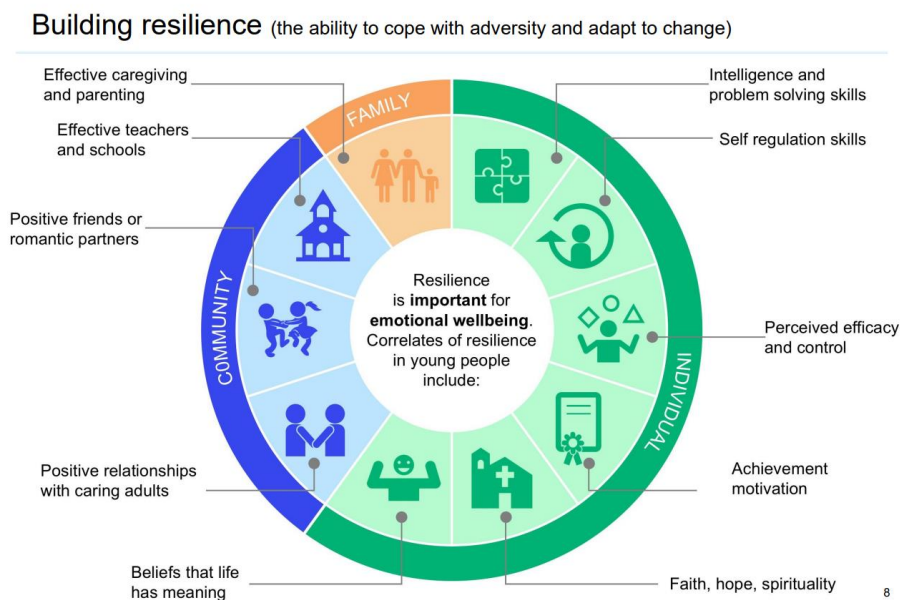 Building resilience (the ability to cope with adversity and adapt to change)
Effective caregiving
and parenting
Effective teachers
and schools
Positive friends or
romantic partners
Positive relationships
with caring adults
Beliefs that life
has meaning
Intelligence and
problem solving skills
Self regulation skills
Perceived efficacy
and control
Achievement
motivation
Faith, hope, spirituality
FAMILY
COMMUNITY
INDIVIDUAL
Resilience
is important for
emotional wellbeing.
Correlates of resilience
in young people
include:
8